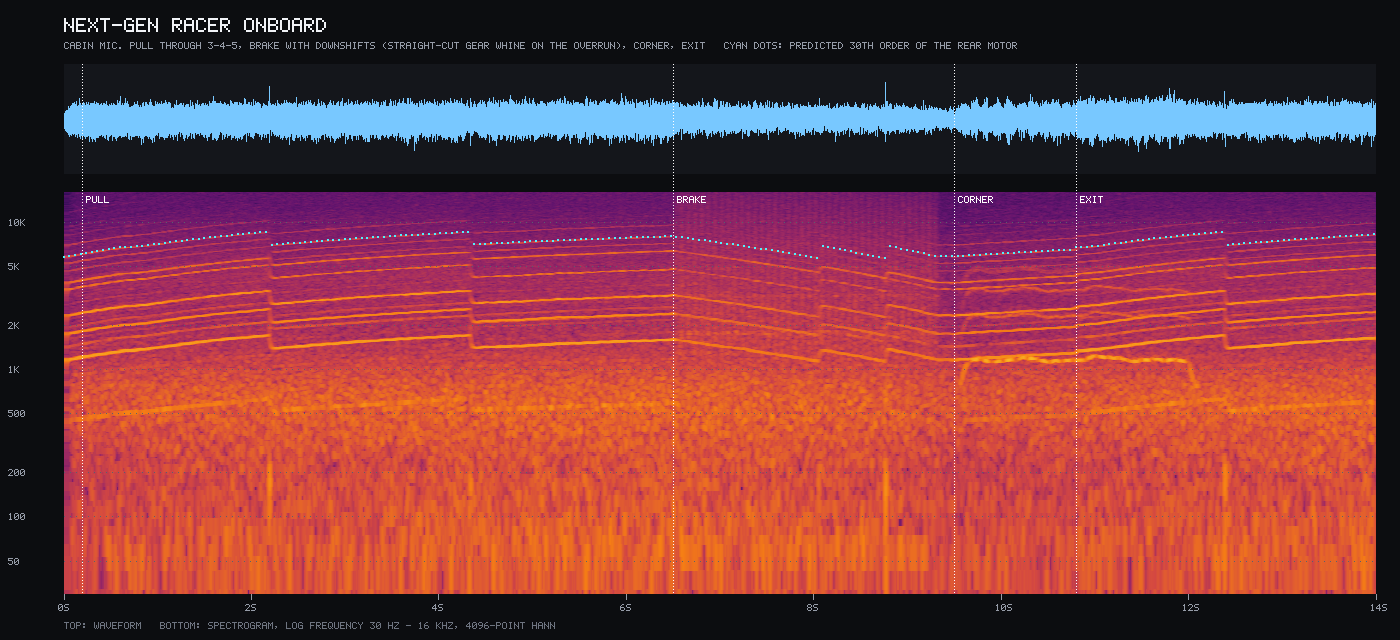 NEXT-GEN RACER ONBOARD
CABIN MIC. PULL THROUGH 3-4-5, BRAKE WITH DOWNSHIFTS (STRAIGHT-CUT GEAR WHINE ON THE OVERRUN), CORNER, EXIT   CYAN DOTS: PREDICTED 30TH ORDER OF THE REAR MOTOR
PULL   BRAKE   CORNER   EXIT
10K
5K
2K
1K
500
200
100
50
0S   2S   4S   6S   8S   10S   12S   14S
TOP: WAVEFORM   BOTTOM: SPECTROGRAM, LOG FREQUENCY 30 HZ - 16 KHZ, 4096-POINT HANN